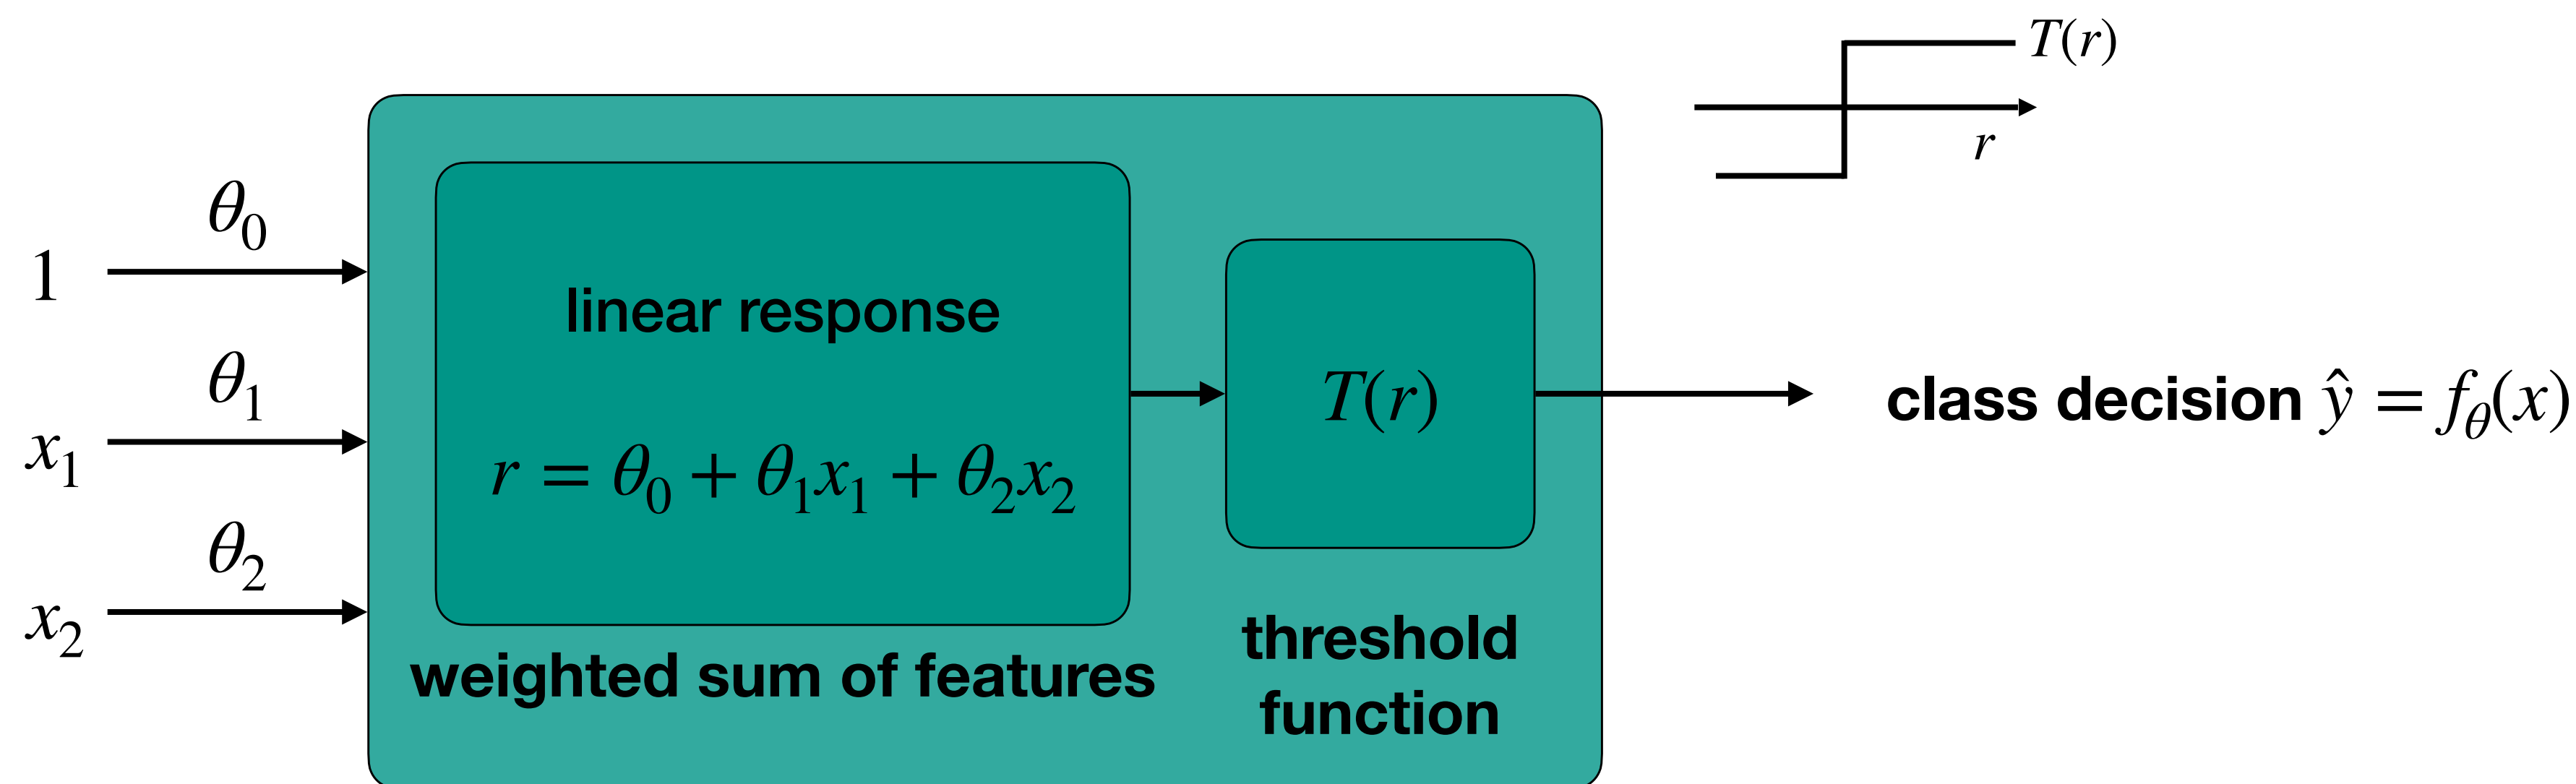 T(r)
r
θ₀
1
θ₁
x₁
θ₂
x₂
linear response
r = θ₀ + θ₁x₁ + θ₂x₂
weighted sum of features
T(r)
threshold
function
class decision ŷ = f_θ(x)